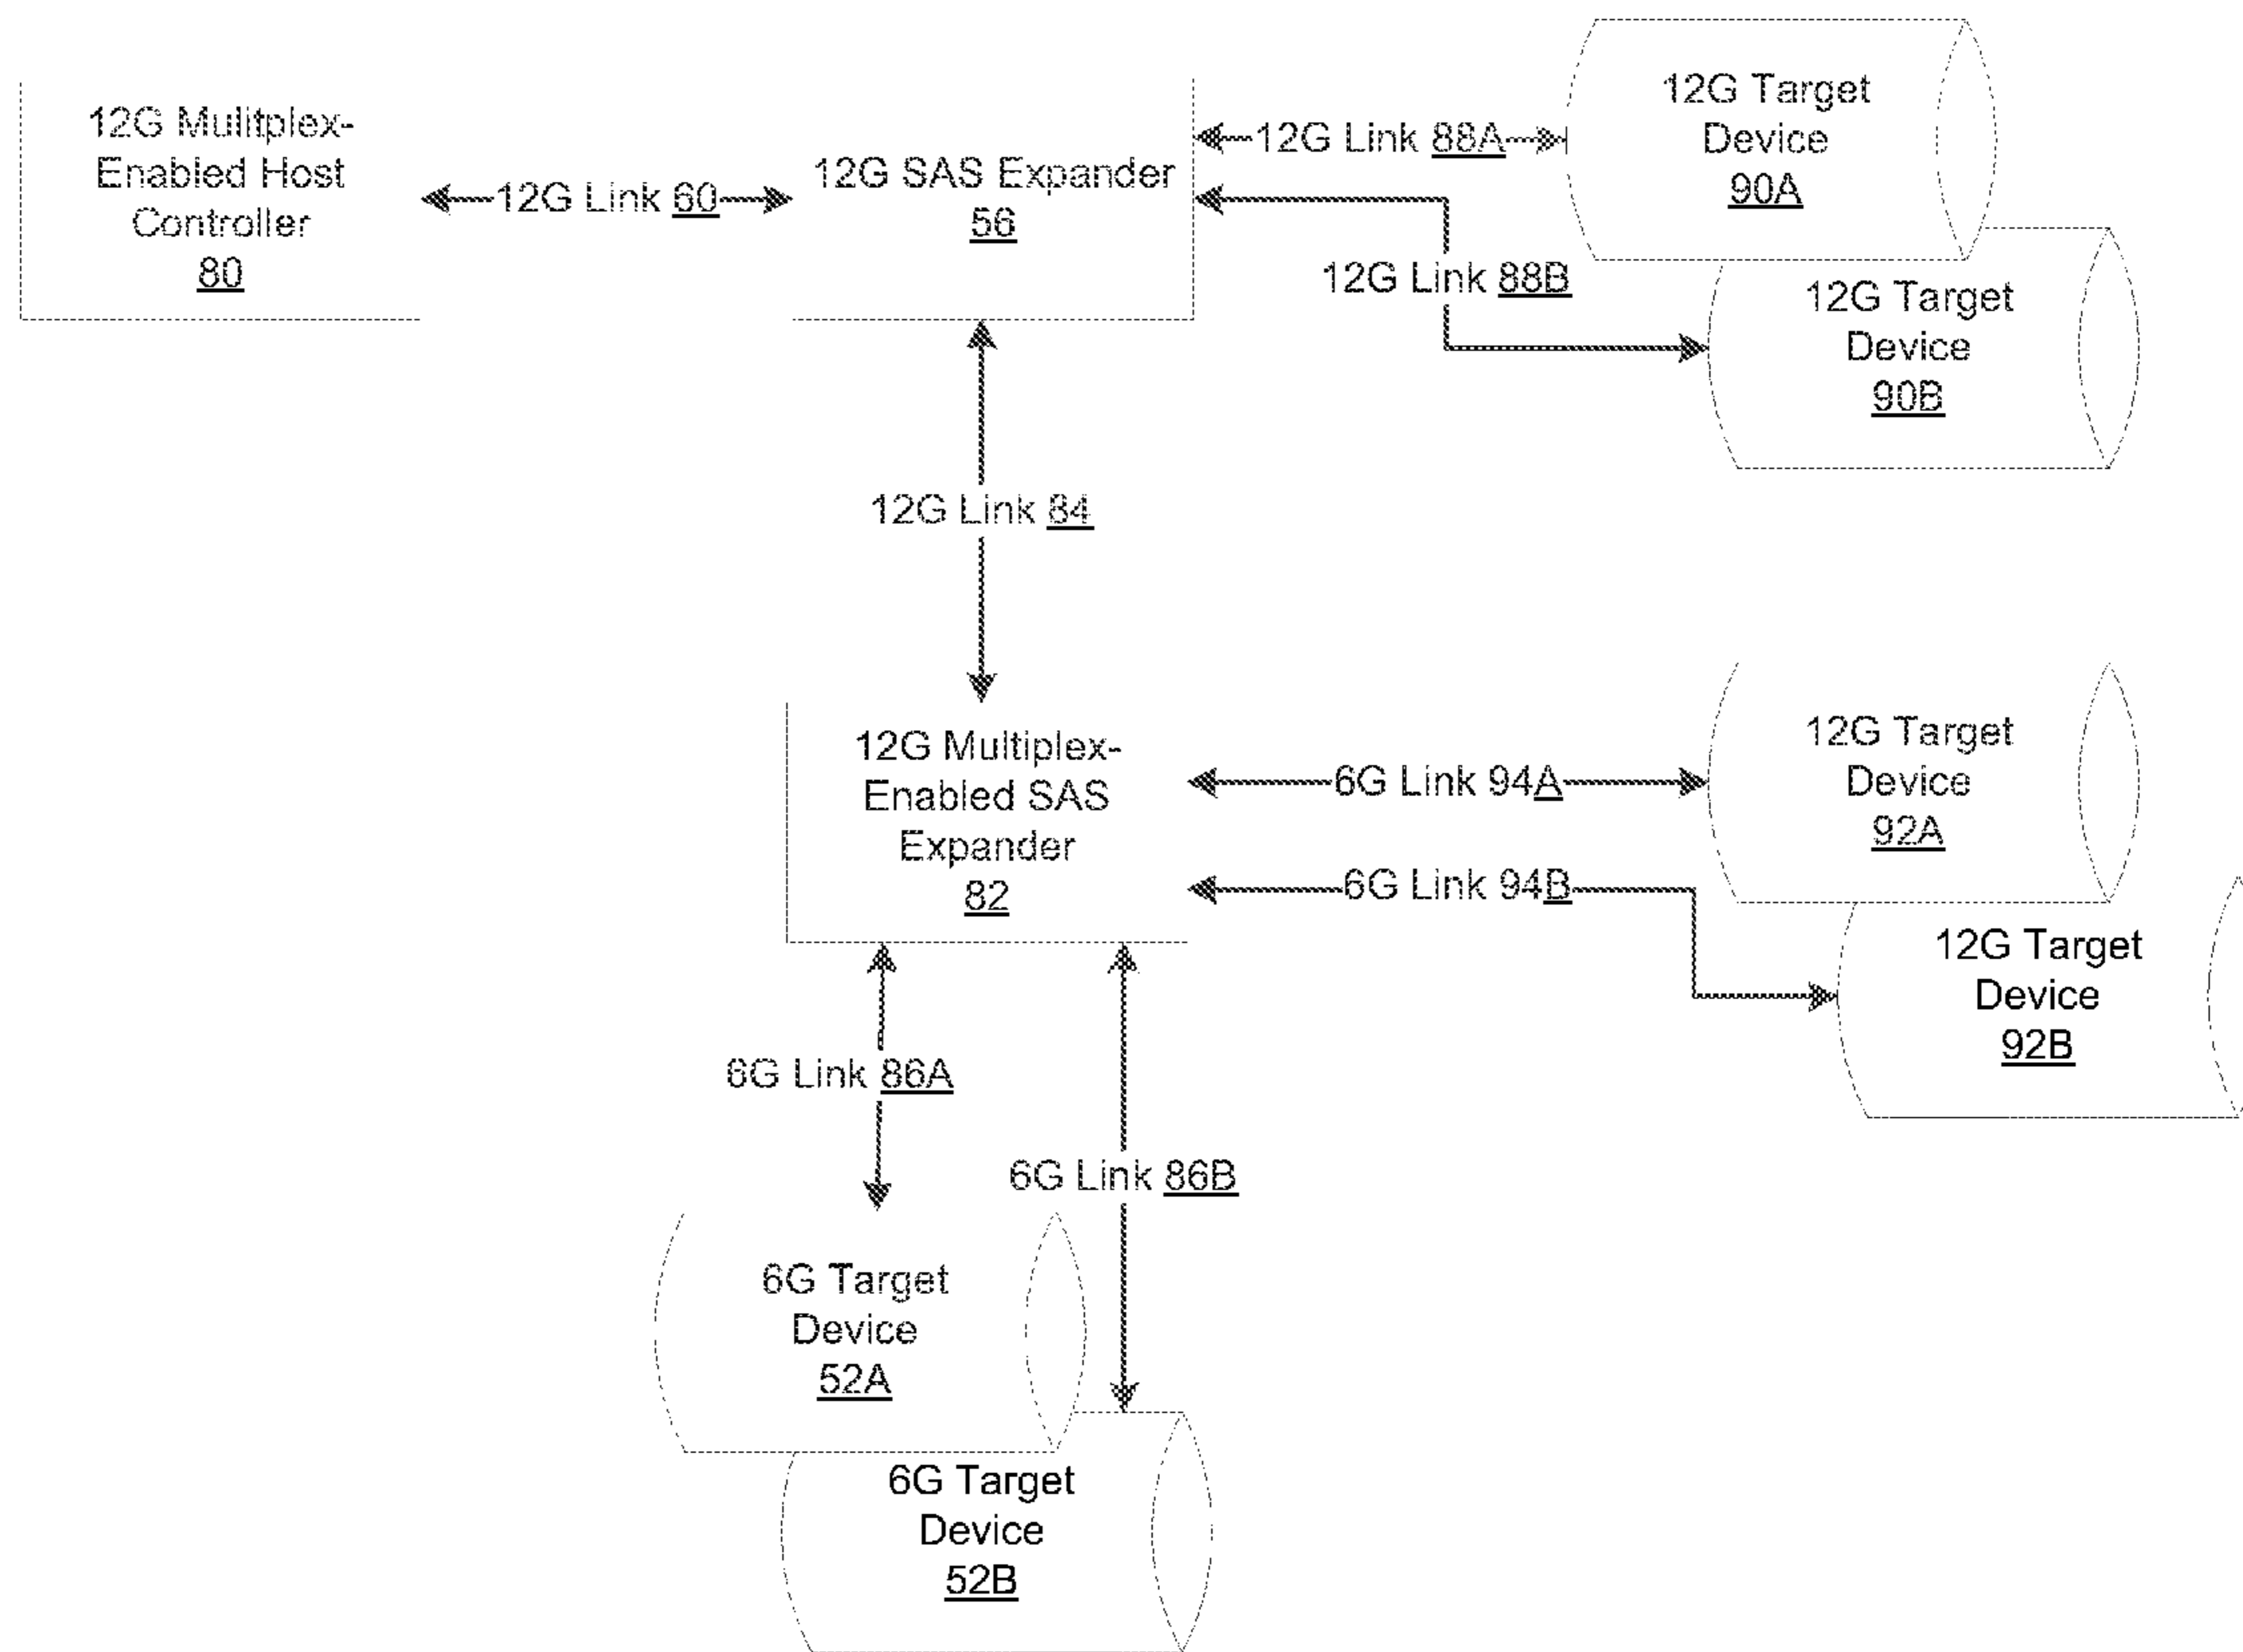 12G Mulitplex-
Enabled Host
Controller
80
12G Link 60
12G SAS Expander
56
12G Link 88A
12G Link 88B
12G Target
Device
90A
12G Target
Device
90B
12G Link 84
12G Multiplex-
Enabled SAS
Expander
82
6G Link 94A
6G Link 94B
12G Target
Device
92A
12G Target
Device
92B
6G Link 86A
6G Link 86B
6G Target
Device
52A
6G Target
Device
52B